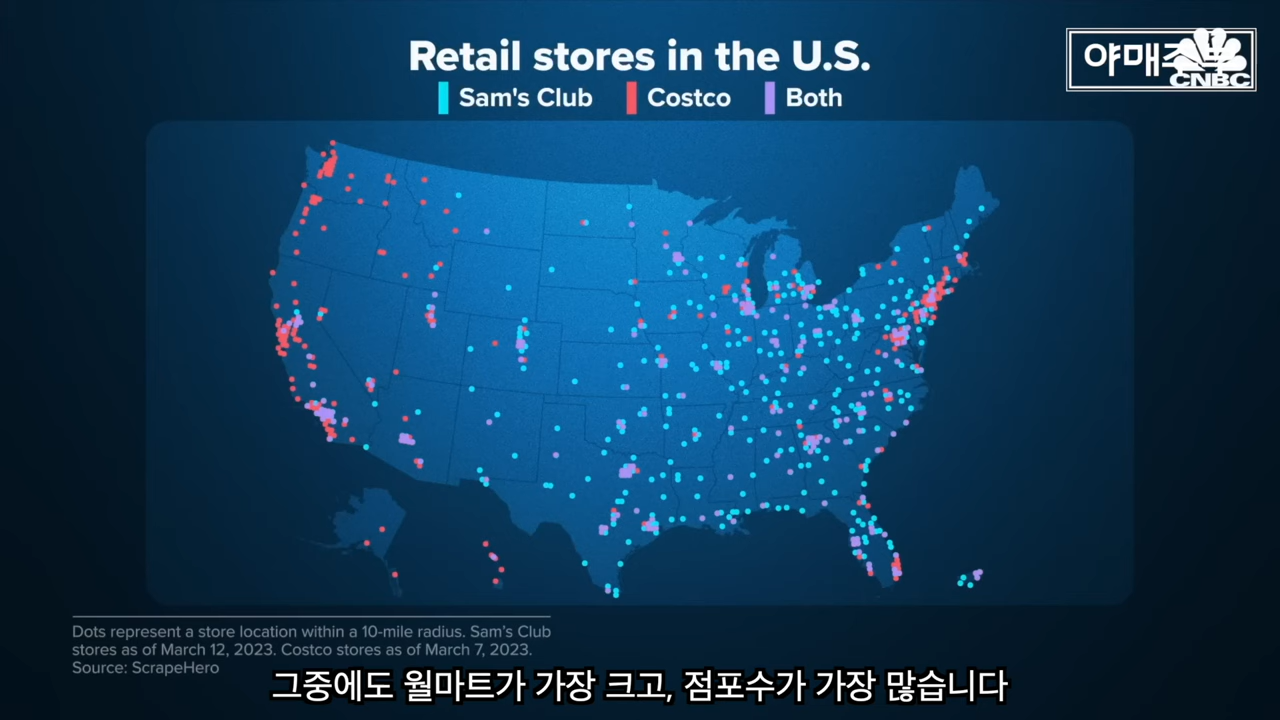 Retail stores in the U.S.
Sam's Club Costco Both
야매
CNBC
Dots represent a store location within a 10-mile radius. Sam's Club
stores as of March 12, 2023. Costco stores as of March 7, 2023.
Source: ScrapeHero
그중에도 월마트가 가장 크고, 점포수가 가장 많습니다